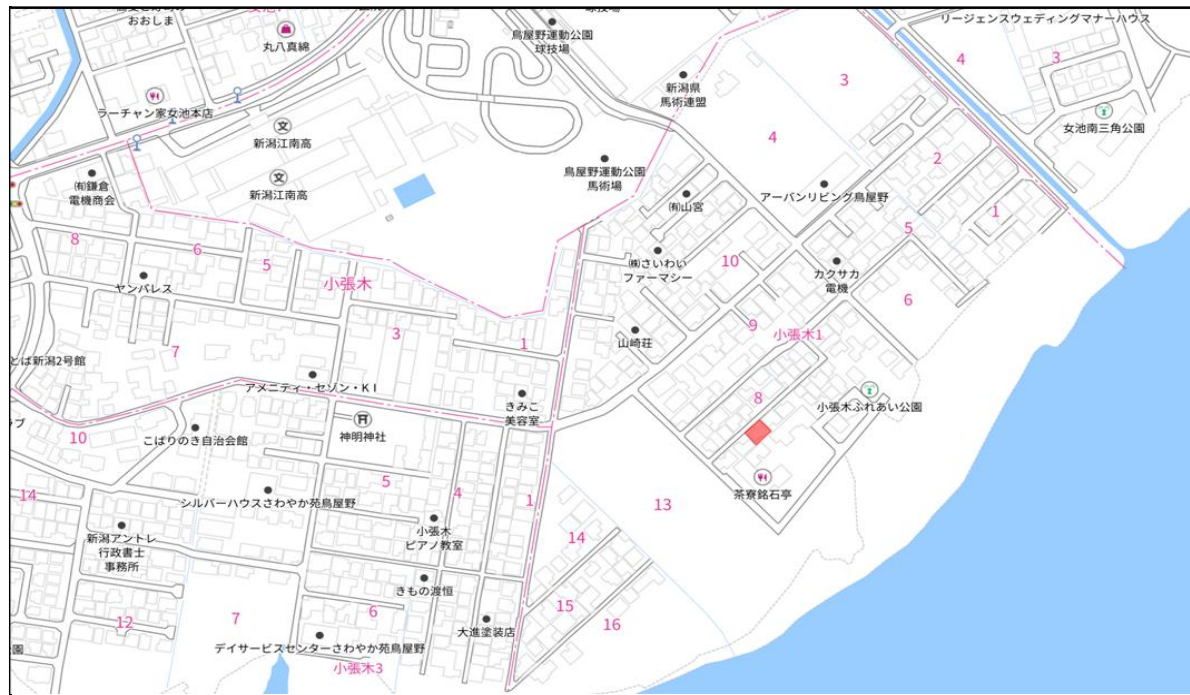 おおしま
丸八真綿
鳥屋野運動公園
球技場
球技場
リージェンスウェディングマナーハウス
4
3
3
新潟県
馬術連盟
ラーチャン家女池本店
新潟江南高
女池南三角公園
4
2
鳥屋野運動公園
馬術場
㈲鎌倉
電機商会
新潟江南高
㈲山宮
アーバンリビング鳥屋野
1
5
8
6
5
㈱さいわい
ファーマシー
10
カクサカ
電機
小張木
ヤンバレス
6
9
小張木1
3
1
山崎荘
7
とば新潟2号館
アメニティ・セゾン・KI
きみこ
美容室
8
小張木ふれあい公園
ラブ
10
こばりのき自治会館
神明神社
茶寮銘石亭
14
シルバーハウスさわやか苑鳥屋野
5
4
1
13
新潟アントレ
行政書士
事務所
小張木
ピアノ教室
14
きもの渡恒
15
12
7
6
大進塗装店
16
園
デイサービスセンターさわやか苑鳥屋野
小張木3